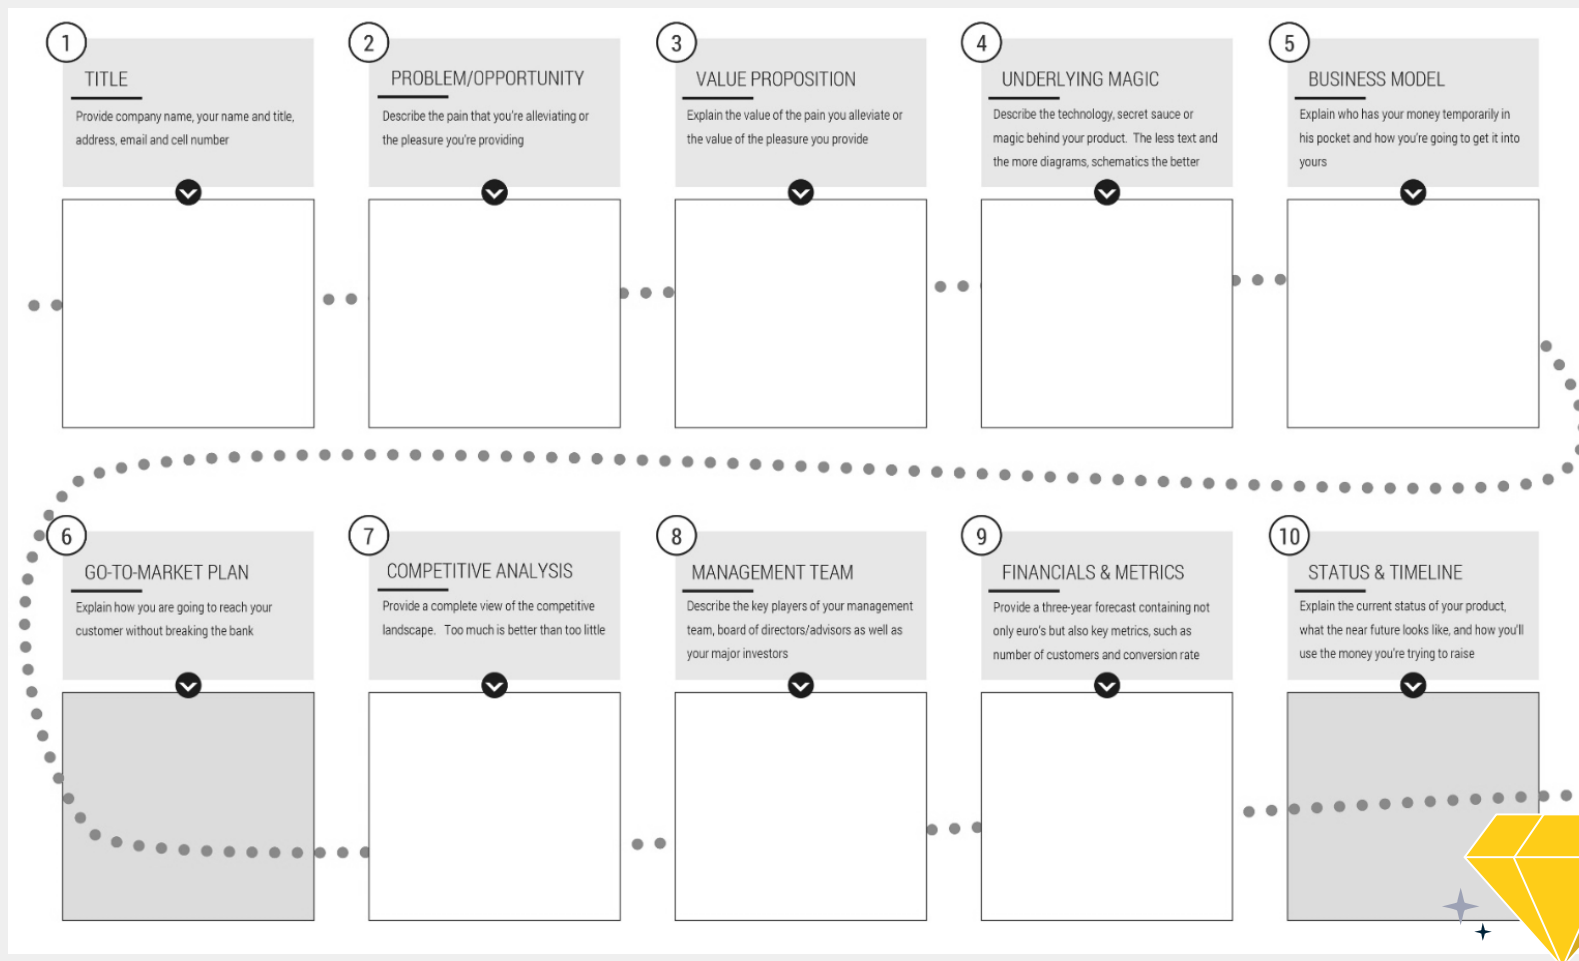 1
TITLE
Provide company name, your name and title,
address, email and cell number
2
PROBLEM/OPPORTUNITY
Describe the pain that you're alleviating or
the pleasure you're providing
3
VALUE PROPOSITION
Explain the value of the pain you alleviate or
the value of the pleasure you provide
4
UNDERLYING MAGIC
Describe the technology, secret sauce or
magic behind your product. The less text and
the more diagrams, schematics the better
5
BUSINESS MODEL
Explain who has your money temporarily in
his pocket and how you're going to get it into
yours
6
GO-TO-MARKET PLAN
Explain how you are going to reach your
customer without breaking the bank
7
COMPETITIVE ANALYSIS
Provide a complete view of the competitive
landscape. Too much is better than too little
8
MANAGEMENT TEAM
Describe the key players of your management
team, board of directors/advisors as well as
your major investors
9
FINANCIALS & METRICS
Provide a three-year forecast containing not
only euro's but also key metrics, such as
number of customers and conversion rate
10
STATUS & TIMELINE
Explain the current status of your product,
what the near future looks like, and how you'll
use the money you're trying to raise